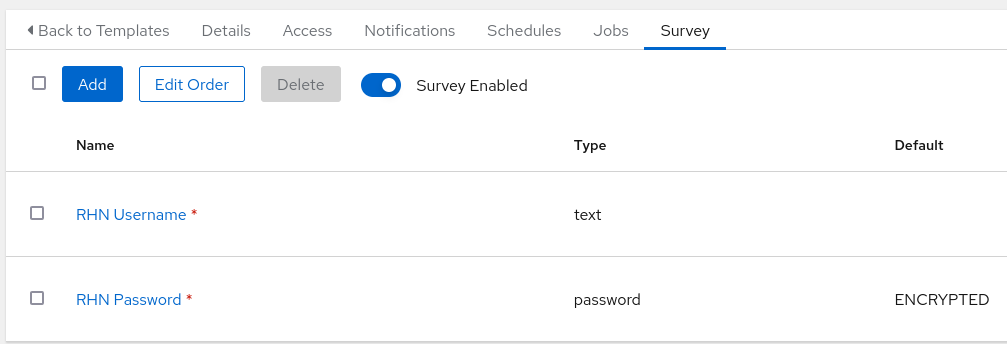 Back to Templates Details Access Notifications Schedules Jobs Survey
Add Edit Order Delete Survey Enabled
Name Type Default
RHN Username * text
RHN Password * password ENCRYPTED